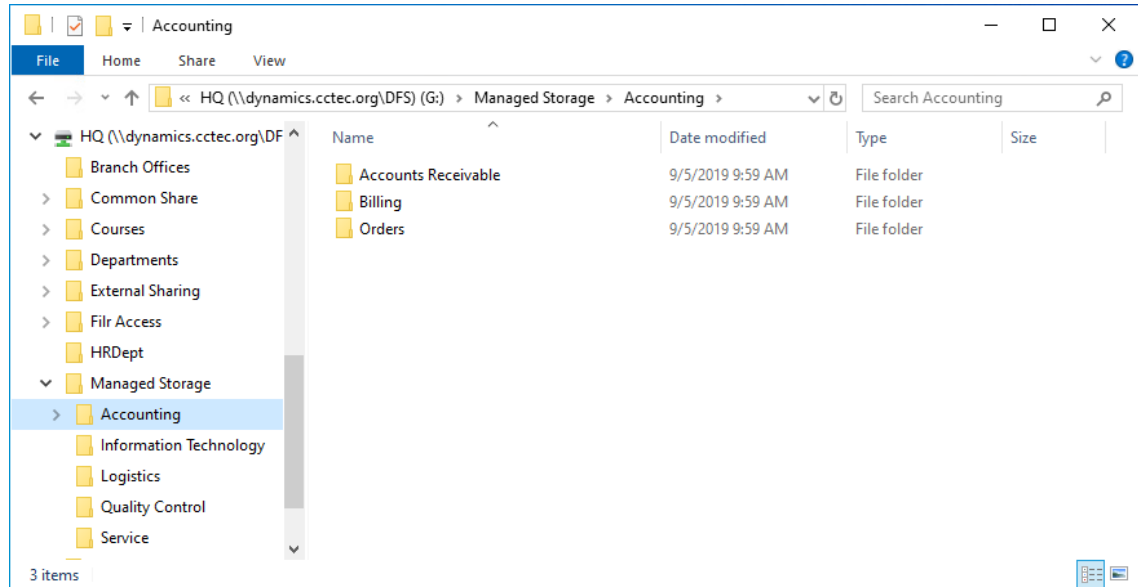 Accounting
File Home Share View
« HQ (\\dynamics.cctec.org\DFS) (G:) > Managed Storage > Accounting > Search Accounting
HQ (\\dynamics.cctec.org\DF
Branch Offices
Common Share
Courses
Departments
External Sharing
Filr Access
HRDept
Managed Storage
Accounting
Information Technology
Logistics
Quality Control
Service
Name Date modified Type Size
Accounts Receivable 9/5/2019 9:59 AM File folder
Billing 9/5/2019 9:59 AM File folder
Orders 9/5/2019 9:59 AM File folder
3 items